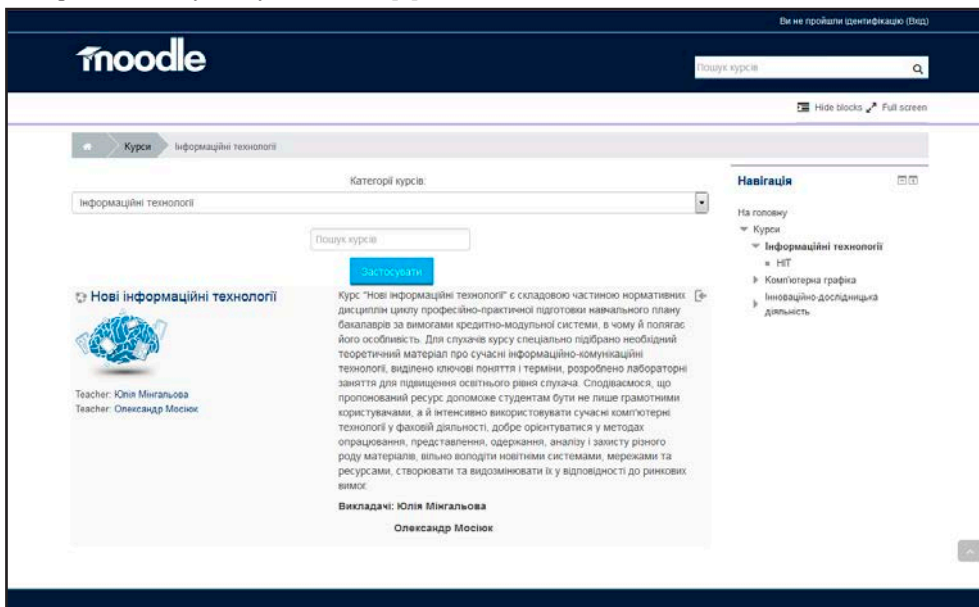 Ви не пройшли ідентифікацію (Вхід)
moodle
Пошук курсів
Hide blocks Full screen
Курси Інформаційні технології
Категорії курсів:
Інформаційні технології
Пошук курсів
Застосувати
Нові інформаційні технології
Teacher: Юлія Мінгальова
Teacher: Олександр Мосіюк
Курс "Нові інформаційні технології" є складовою частиною нормативних
дисциплін циклу професійно-практичної підготовки навчального плану
бакалаврів за вимогами кредитно-модульної системи, в чому й полягає
його особливість. Для слухачів курсу спеціально підібрано необхідний
теоретичний матеріал про сучасні інформаційно-комунікаційні
технології, виділено ключові поняття і терміни, розроблено лабораторні
заняття для підвищення освітнього рівня слухача. Сподіваємося, що
пропонований ресурс допоможе студентам бути не лише грамотними
користувачами, а й інтенсивно використовувати сучасні комп'ютерні
технології у фаховій діяльності, добре орієнтуватися у методах
опрацювання, представлення, одержання, аналізу і захисту різного
роду матеріалів, вільно володіти новітніми системами, мережами та
ресурсами, створювати та видозмінювати їх у відповідності до ринкових
вимог.
Викладачі: Юлія Мінгальова
Олександр Мосіюк
Навігація
На головну
Курси
Інформаційні технології
НІТ
Комп'ютерна графіка
Інноваційно-дослідницька
діяльність